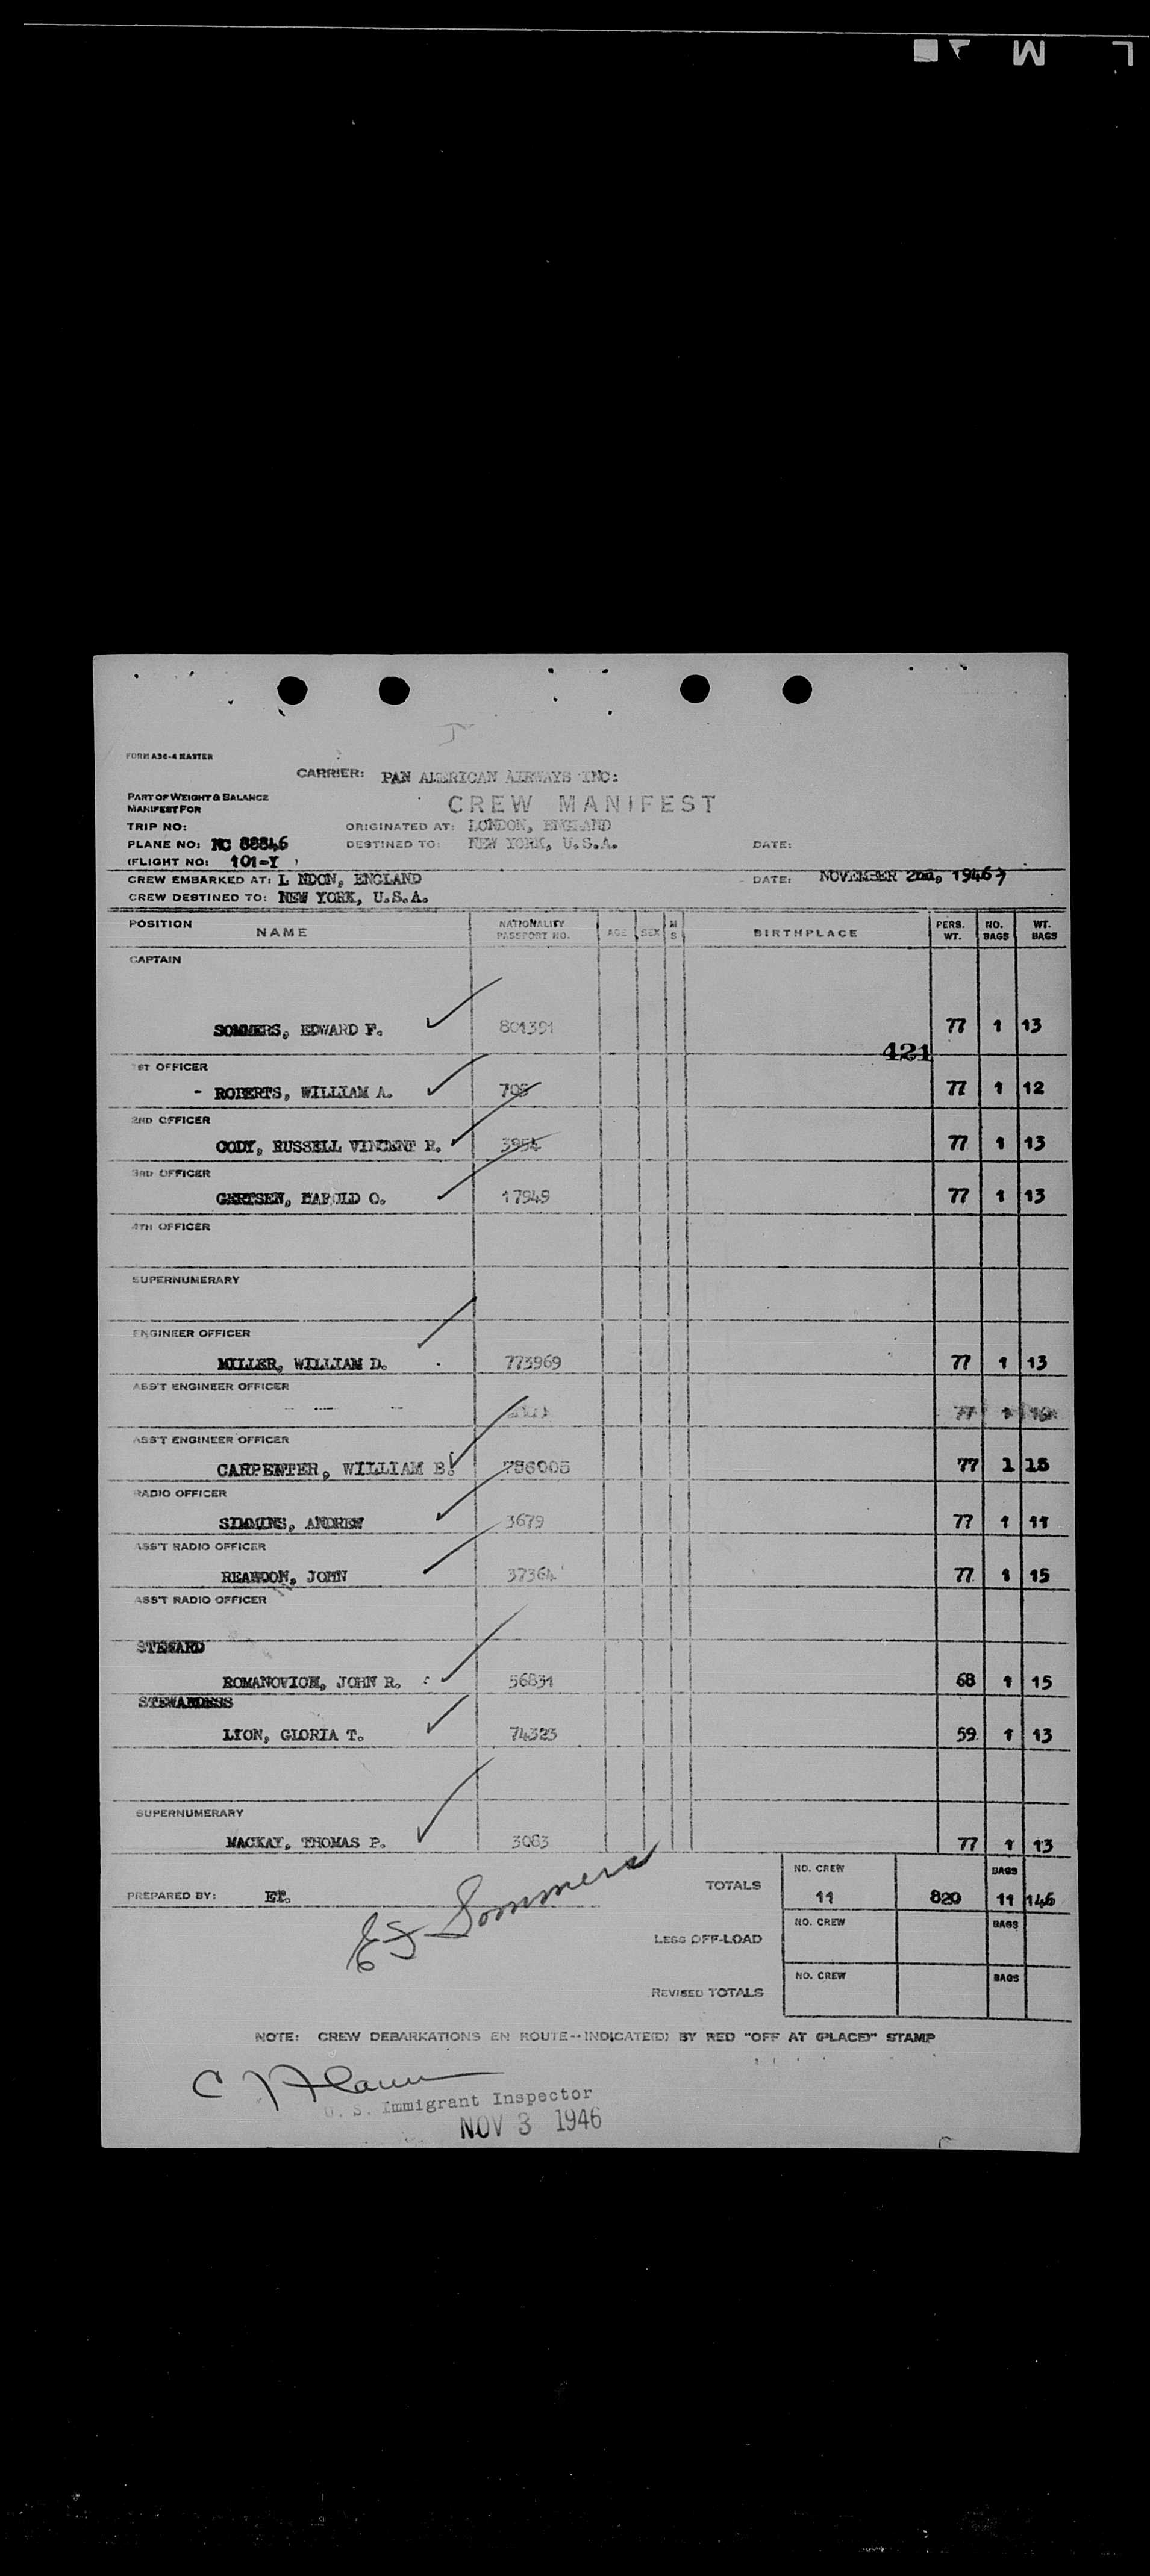 FORM A36-4 MASTER
CARRIER: PAN AMERICAN AIRWAYS INC:
PART OF WEIGHT & BALANCE
MANIFEST FOR
CREW MANIFEST
TRIP NO: ORIGINATED AT: LONDON, ENGLAND
PLANE NO: NC 88846 DESTINED TO: NEW YORK, U.S.A. DATE:
(FLIGHT NO: 101-Y )
CREW EMBARKED AT: L NDON, ENGLAND DATE: NOVEMBER 2nd, 1946
CREW DESTINED TO: NEW YORK, U.S.A.
POSITION NAME NATIONALITY PASSPORT NO. AGE SEX M S BIRTHPLACE PERS. WT. NO. BAGS WT. BAGS
CAPTAIN
SOMMERS, EDWARD F. 801391 77 1 13
421
1ST OFFICER
- ROBERTS, WILLIAM A. 705 77 1 12
2ND OFFICER
CODY, RUSSELL VINCENT R. 3954 77 1 13
3RD OFFICER
GERTSEN, HAROLD O. 17949 77 1 13
4TH OFFICER
SUPERNUMERARY
ENGINEER OFFICER
MILLER, WILLIAM D. 773969 77 1 13
ASS'T ENGINEER OFFICER
77 1
ASS'T ENGINEER OFFICER
CARPENTER, WILLIAM B. 786005 77 1 15
RADIO OFFICER
SIMMINS, ANDREW 3679 77 1 11
ASS'T RADIO OFFICER
REARDON, JOHN 37364 77 1 15
ASS'T RADIO OFFICER
STEWARD
ROMANOVICH, JOHN R. 56831 68 1 15
STEWARDESS
LION, GLORIA T. 74323 59 1 13
SUPERNUMERARY
MACKAY, THOMAS P. 3083 77 1 13
PREPARED BY: EF. TOTALS NO. CREW 11 820 BAGS 11 146
EF Sommers
LESS OFF-LOAD NO. CREW BAGS
REVISED TOTALS NO. CREW BAGS
NOTE: CREW DEBARKATIONS EN ROUTE--INDICATE(D) BY RED "OFF AT (PLACE)" STAMP
U. S. Immigrant Inspector
NOV 3 1946